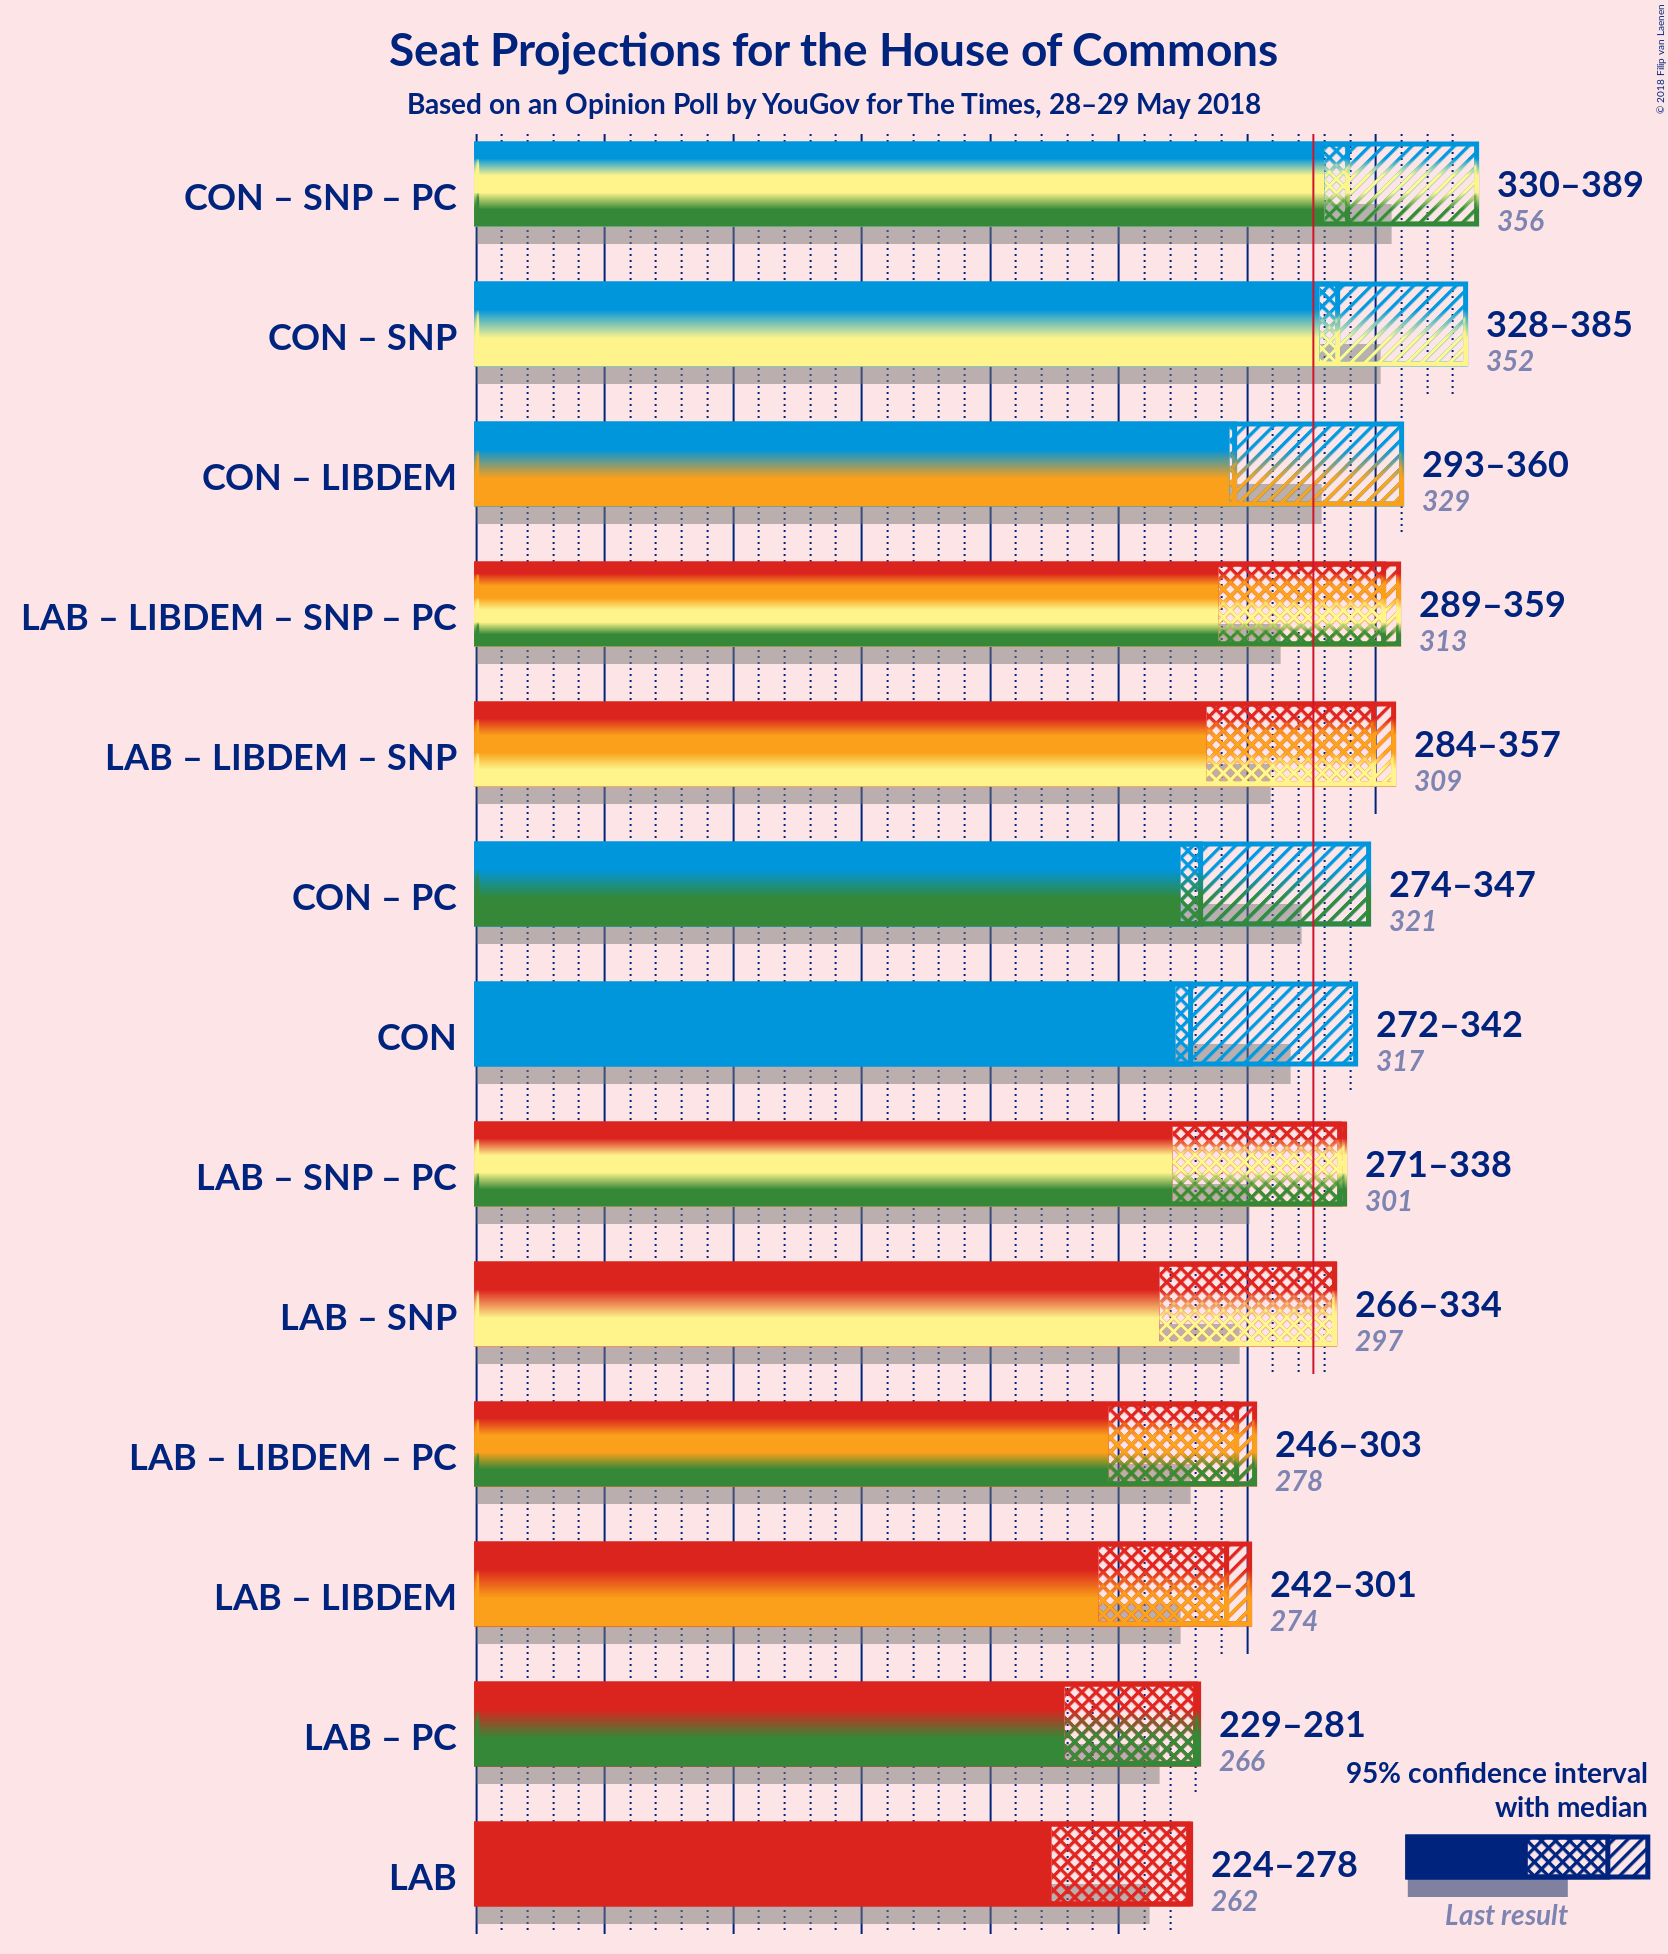 © 2018 Filip van Laenen
Seat Projections for the House of Commons
Based on an Opinion Poll by YouGov for The Times, 28–29 May 2018
CON – SNP – PC
330–389
356
CON – SNP
328–385
352
CON – LIBDEM
293–360
329
LAB – LIBDEM – SNP – PC
289–359
313
LAB – LIBDEM – SNP
284–357
309
CON – PC
274–347
321
CON
272–342
317
LAB – SNP – PC
271–338
301
LAB – SNP
266–334
297
LAB – LIBDEM – PC
246–303
278
LAB – LIBDEM
242–301
274
LAB – PC
229–281
266
LAB
224–278
262
95% confidence interval
with median
Last result